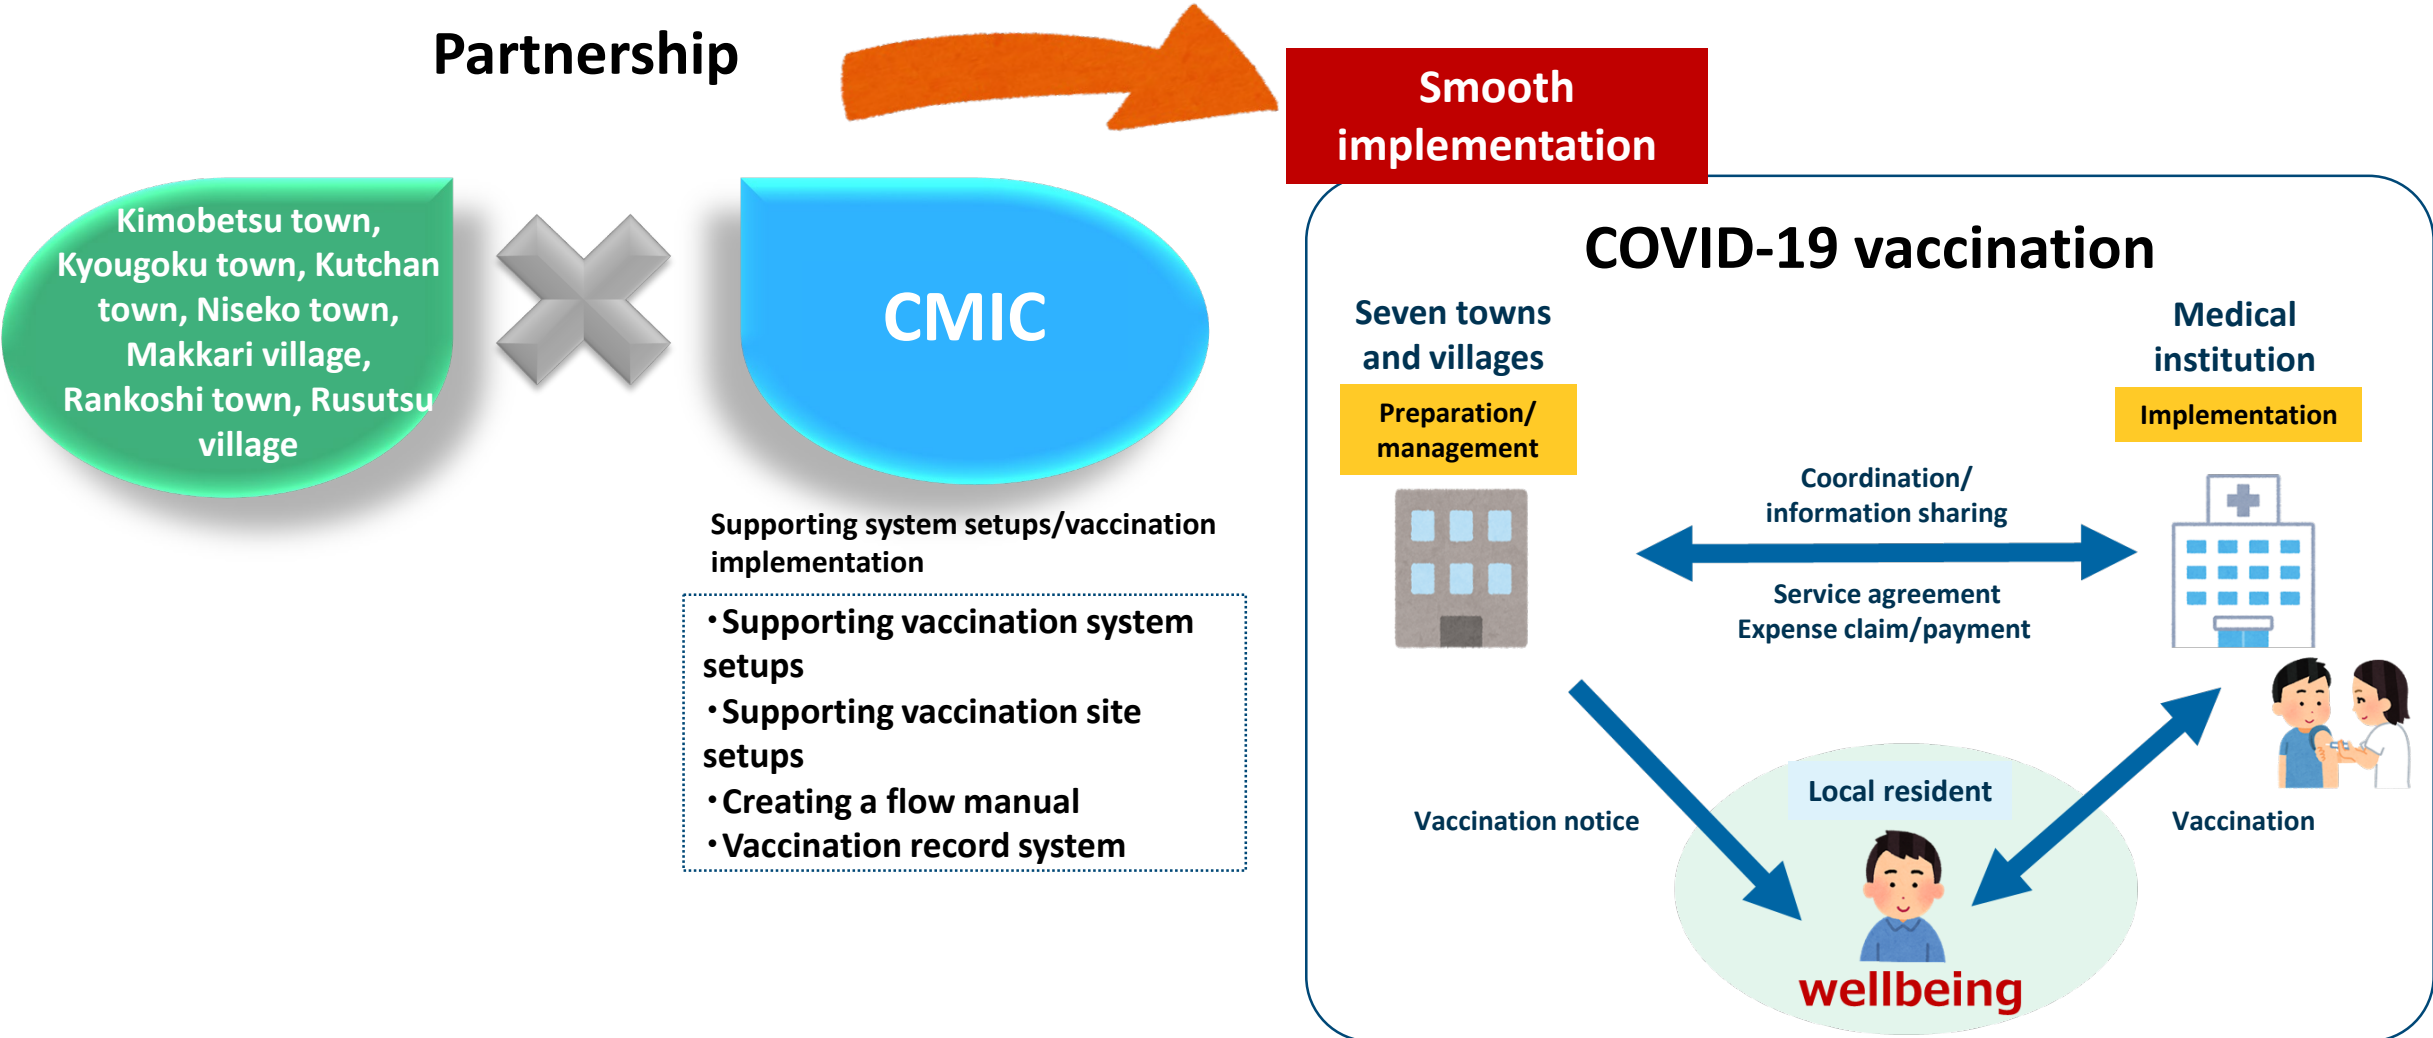 Partnership
Smooth
implementation
Kimobetsu town,
Kyougoku town, Kutchan
town, Niseko town,
Makkari village,
Rankoshi town, Rusutsu
village
CMIC
Supporting system setups/vaccination
implementation
・Supporting vaccination system
setups
・Supporting vaccination site
setups
・Creating a flow manual
・Vaccination record system
COVID-19 vaccination
Seven towns
and villages
Preparation/
management
Medical
institution
Implementation
Coordination/
information sharing
Service agreement
Expense claim/payment
Vaccination notice
Local resident
Vaccination
wellbeing